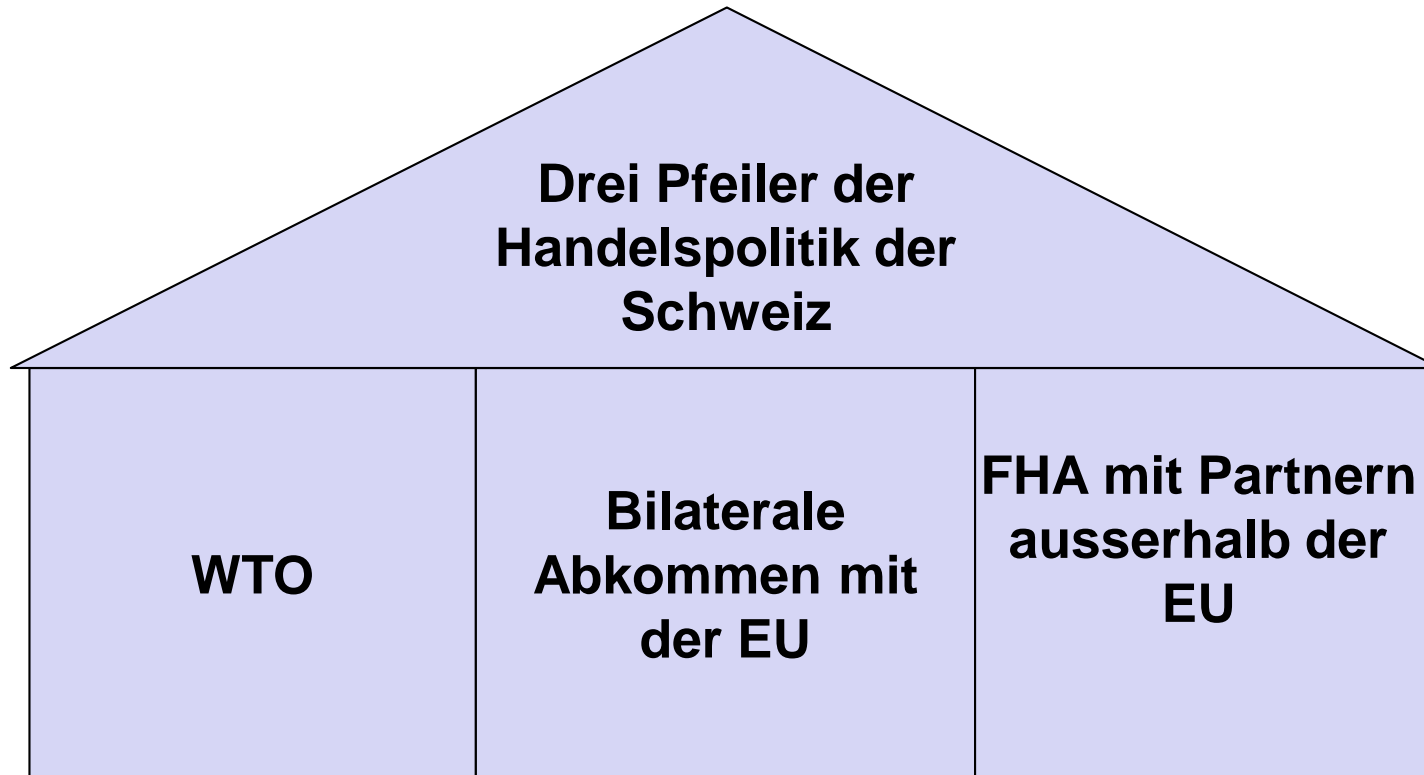 Drei Pfeiler der
Handelspolitik der
Schweiz
WTO
Bilaterale
Abkommen mit
der EU
FHA mit Partnern
ausserhalb der
EU